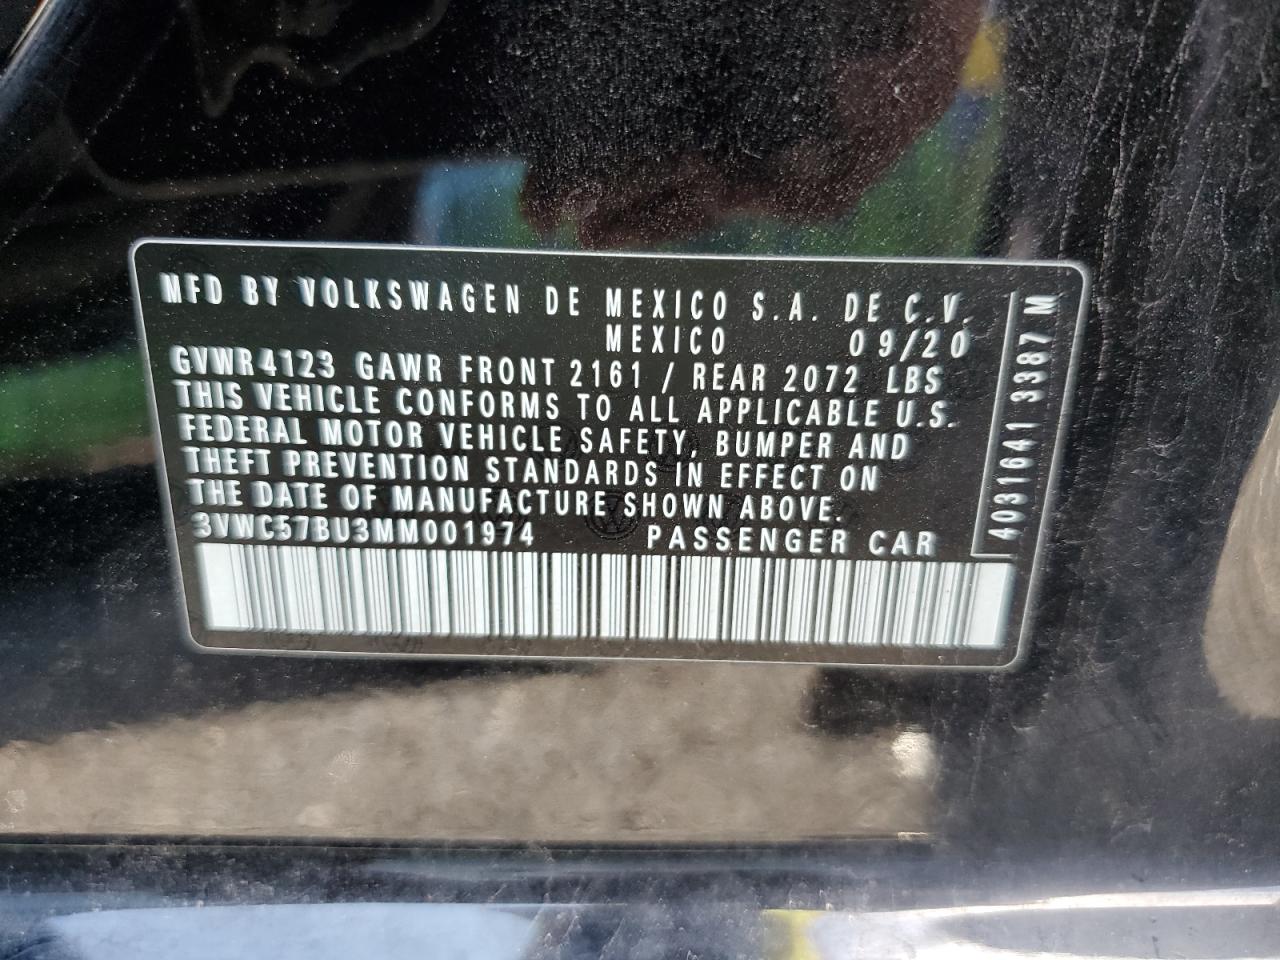 MFD BY VOLKSWAGEN DE MEXICO S.A. DE C.V.
MEXICO 09/20
GVWR 4123 GAWR FRONT 2161 / REAR 2072 LBS
THIS VEHICLE CONFORMS TO ALL APPLICABLE U.S.
FEDERAL MOTOR VEHICLE SAFETY, BUMPER AND
THEFT PREVENTION STANDARDS IN EFFECT ON
THE DATE OF MANUFACTURE SHOWN ABOVE.
3VWC57BU3MM001974 PASSENGER CAR
4031641 3387 M